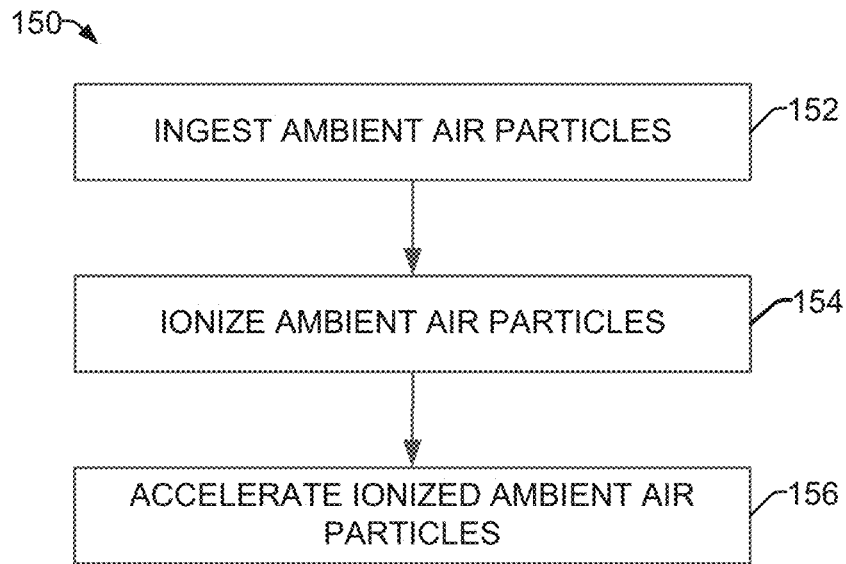 150
INGEST AMBIENT AIR PARTICLES
152
IONIZE AMBIENT AIR PARTICLES
154
ACCELERATE IONIZED AMBIENT AIR
PARTICLES
156